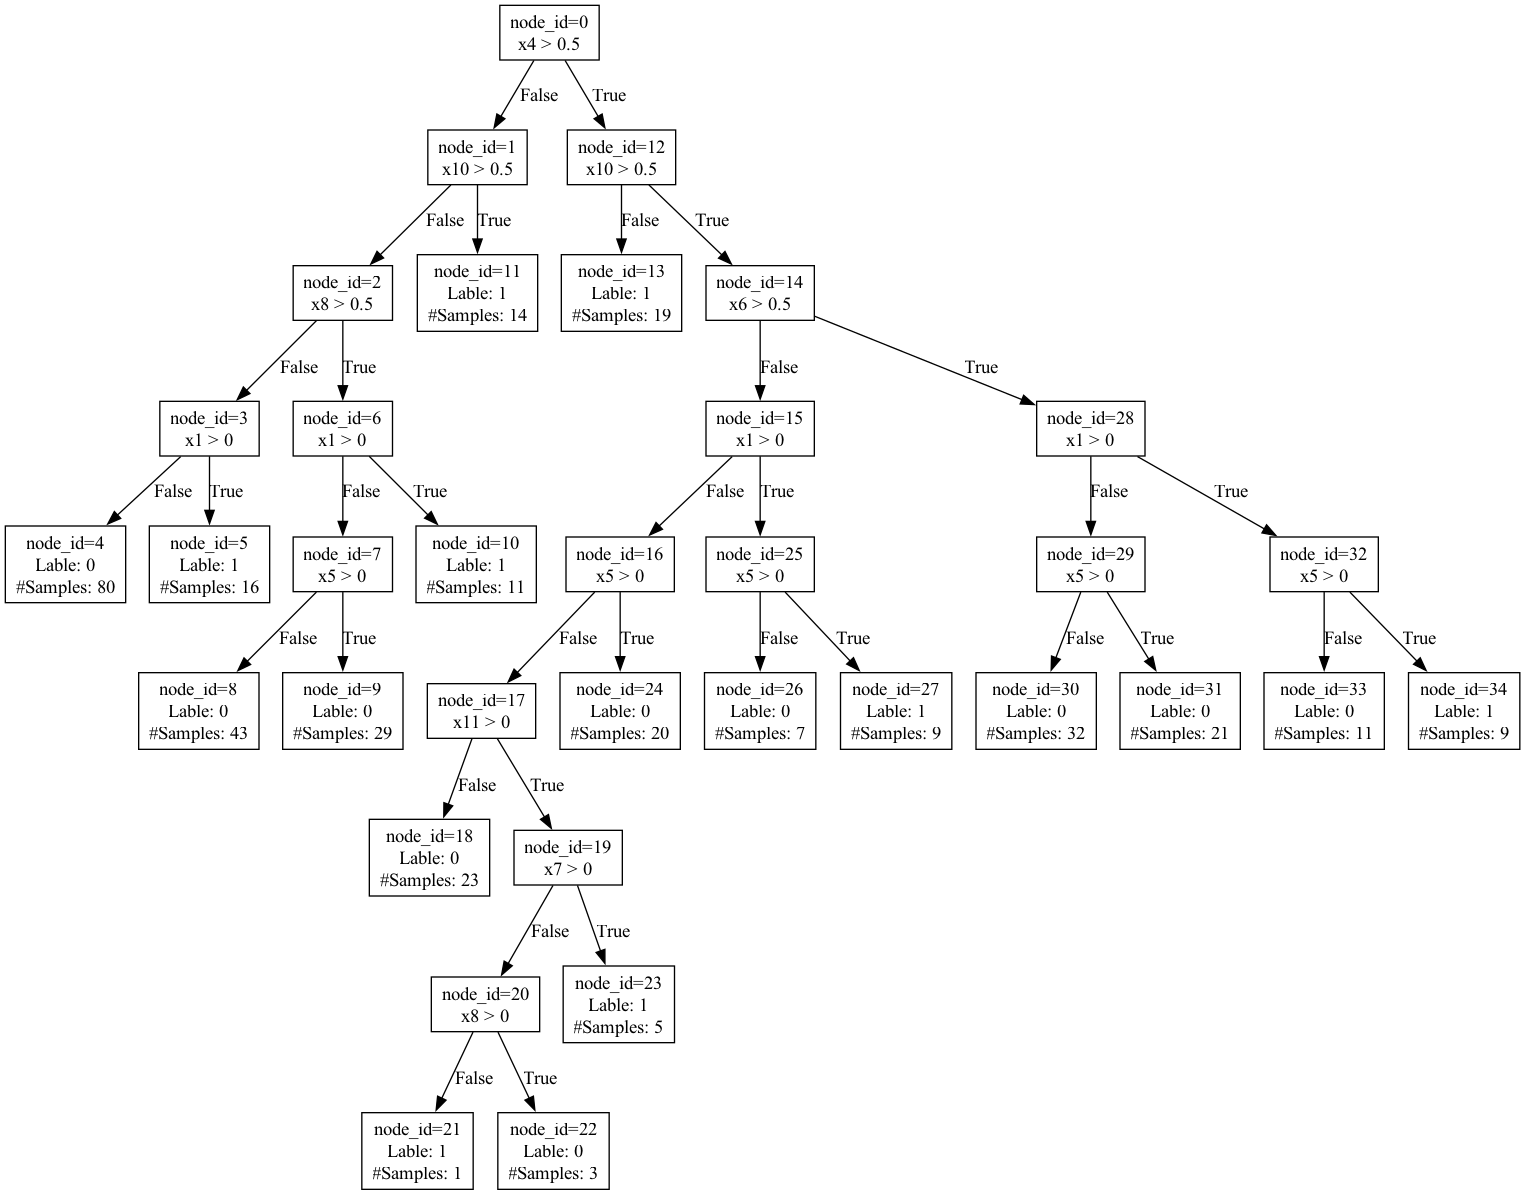 node_id=0
x4 > 0.5
False
True
node_id=1
x10 > 0.5
node_id=12
x10 > 0.5
False
True
False
True
node_id=2
x8 > 0.5
node_id=11
Lable: 1
#Samples: 14
node_id=13
Lable: 1
#Samples: 19
node_id=14
x6 > 0.5
False
True
False
True
node_id=3
x1 > 0
node_id=6
x1 > 0
node_id=15
x1 > 0
node_id=28
x1 > 0
False
True
False
True
False
True
False
True
node_id=4
Lable: 0
#Samples: 80
node_id=5
Lable: 1
#Samples: 16
node_id=7
x5 > 0
node_id=10
Lable: 1
#Samples: 11
node_id=16
x5 > 0
node_id=25
x5 > 0
node_id=29
x5 > 0
node_id=32
x5 > 0
False
True
False
True
False
True
False
True
False
True
node_id=8
Lable: 0
#Samples: 43
node_id=9
Lable: 0
#Samples: 29
node_id=17
x11 > 0
node_id=24
Lable: 0
#Samples: 20
node_id=26
Lable: 0
#Samples: 7
node_id=27
Lable: 1
#Samples: 9
node_id=30
Lable: 0
#Samples: 32
node_id=31
Lable: 0
#Samples: 21
node_id=33
Lable: 0
#Samples: 11
node_id=34
Lable: 1
#Samples: 9
False
True
node_id=18
Lable: 0
#Samples: 23
node_id=19
x7 > 0
False
True
node_id=20
x8 > 0
node_id=23
Lable: 1
#Samples: 5
False
True
node_id=21
Lable: 1
#Samples: 1
node_id=22
Lable: 0
#Samples: 3